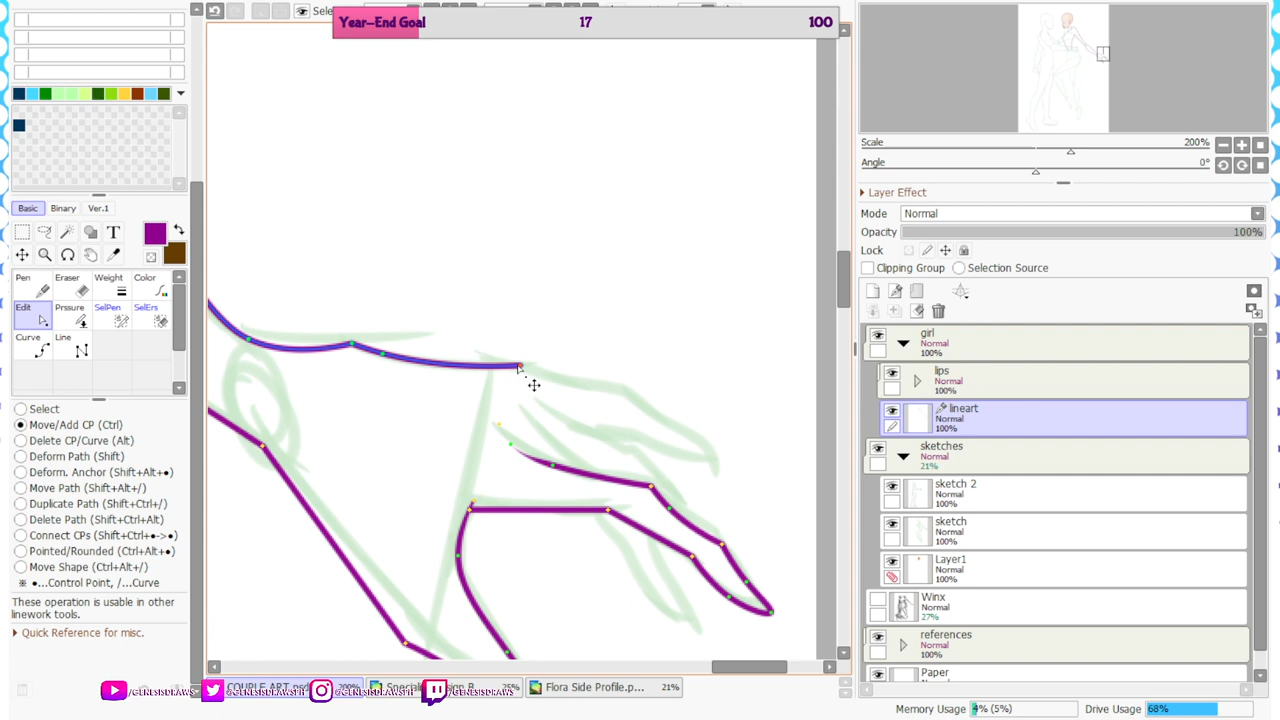 Sele
Year-End Goal 17 100
Basic Binary Ver.1
T
Pen Eraser Weight Color
Edit Prssure SelPen SelErs
Curve Line
Select
Move/Add CP (Ctrl)
Delete CP/Curve (Alt)
Deform Path (Shift)
Deform. Anchor (Shift+Alt+●)
Move Path (Shift+Alt+/)
Duplicate Path (Shift+Ctrl+/)
Delete Path (Shift+Ctrl+Alt)
Connect CPs (Shift+Ctrl+●->●)
Pointed/Rounded (Ctrl+Alt+●)
Move Shape (Ctrl+Alt+/)
※ ●...Control Point, /...Curve
These operation is usable in other
linework tools.
Quick Reference for misc.
Scale 200%
Angle 0°
Layer Effect
Mode Normal
Opacity 100%
Lock
Clipping Group Selection Source
girl
Normal
100%
lips
Normal
100%
lineart
Normal
100%
sketches
Normal
21%
sketch 2
Normal
100%
sketch
Normal
100%
Layer1
Normal
100%
Winx
Normal
27%
references
Normal
100%
Paper
Normal
Flora Side Profile.p... 21%
Memory Usage 4% (5%) Drive Usage 68%